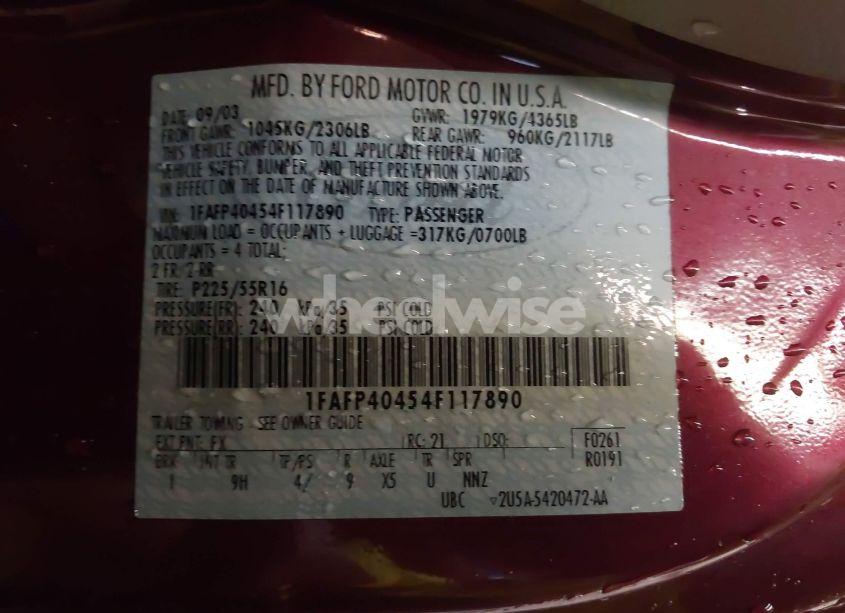 MFD. BY FORD MOTOR CO. IN U.S.A.
DATE 09/03 GVWR: 1979KG/4365LB
FRONT GAWR: 1045KG/2306LB REAR GAWR: 960KG/2117LB
THIS VEHICLE CONFORMS TO ALL APPLICABLE FEDERAL MOTOR
VEHICLE SAFETY, BUMPER, AND THEFT PREVENTION STANDARDS
IN EFFECT ON THE DATE OF MANUFACTURE SHOWN ABOVE.
VIN: 1FAFP40454F117890 TYPE: PASSENGER
MAXIMUM LOAD = OCCUPANTS + LUGGAGE =317KG/0700LB
OCCUPANTS = 4 TOTAL;
2 FR, 2 RR
TIRE: P225/55R16
PRESSURE(FR) 240 kPa/35 PSI COLD
PRESSURE(RR) 240 kPa/35 PSI COLD
wheelwise
1FAFP40454F117890
TRAILER TOWING - SEE OWNER GUIDE
EXT PNT: FX RC: 21 DSO: F0261
BRK INT TR TP/PS R AXLE TR SPR R0191
1 9H 4/ 9 X5 U NNZ
UBC ▽2U5A-5420472-AA